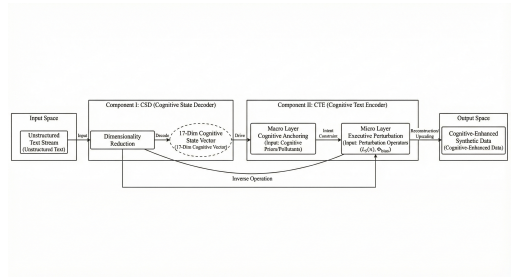 Component I: CSD (Cognitive State Decoder)
Component II: CTE (Cognitive Text Encoder)
Input Space
Unstructured
Text Stream
(Unstructured Text)
Input
Dimensionality
Reduction
Decode
17-Dim Cognitive
State Vector
(17-Dim Cognitive Vector)
Drive
Macro Layer
Cognitive Anchoring
(Input: Cognitive
Priors/Pollutants)
Intent
Constraint
Micro Layer
Executive Perturbation
(Input: Perturbation Operators
Reconstruction/
Upscaling
Output Space
Cognitive-Enhanced
Synthetic Data
(Cognitive-Enhanced Data)
Inverse Operation